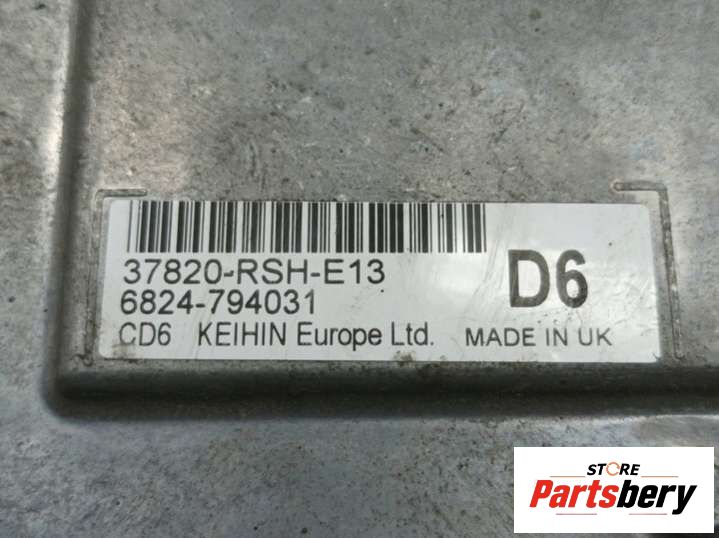 37820-RSH-E13
6824-794031
D6
CD6 KEIHIN Europe Ltd. MADE IN UK
STORE
Partsbery